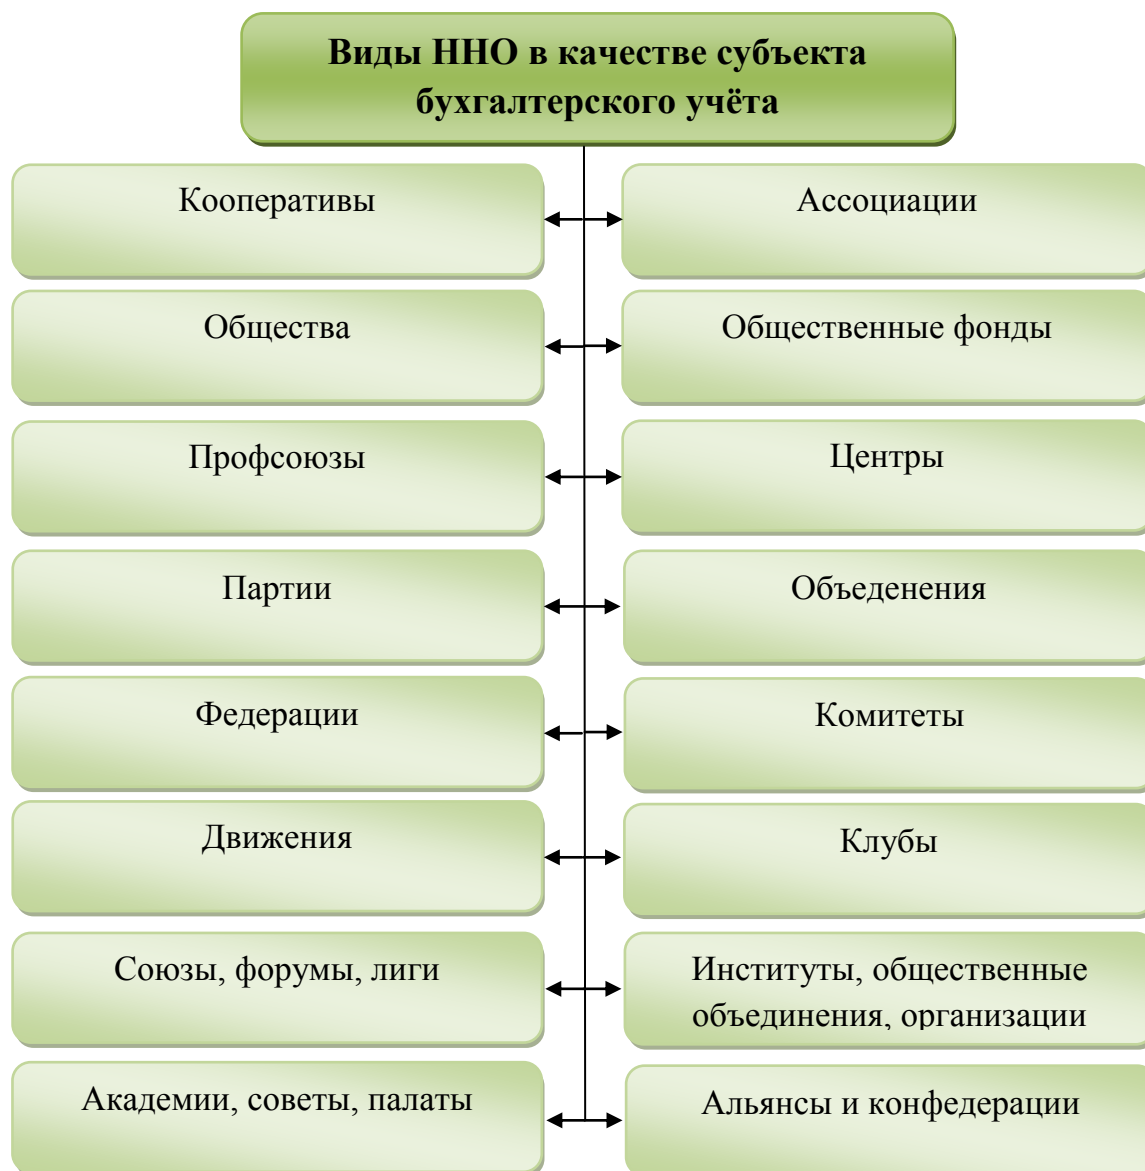 Виды ННО в качестве субъекта
бухгалтерского учёта
Кооперативы
Ассоциации
Общества
Общественные фонды
Профсоюзы
Центры
Партии
Объеденения
Федерации
Комитеты
Движения
Клубы
Союзы, форумы, лиги
Институты, общественные
объединения, организации
Академии, советы, палаты
Альянсы и конфедерации